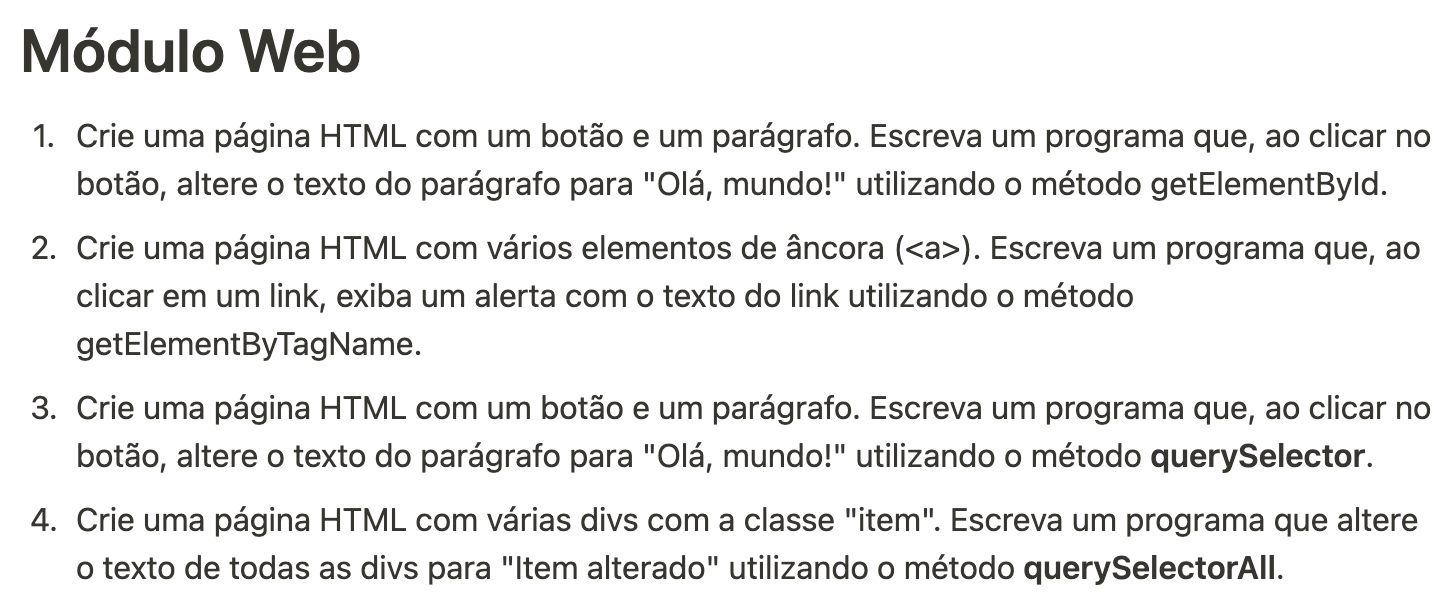 Módulo Web
1. Crie uma página HTML com um botão e um parágrafo. Escreva um programa que, ao clicar no
botão, altere o texto do parágrafo para "Olá, mundo!" utilizando o método getElementById.
2. Crie uma página HTML com vários elementos de âncora (<a>). Escreva um programa que, ao
clicar em um link, exiba um alerta com o texto do link utilizando o método
getElementByTagName.
3. Crie uma página HTML com um botão e um parágrafo. Escreva um programa que, ao clicar no
botão, altere o texto do parágrafo para "Olá, mundo!" utilizando o método querySelector.
4. Crie uma página HTML com várias divs com a classe "item". Escreva um programa que altere
o texto de todas as divs para "Item alterado" utilizando o método querySelectorAll.